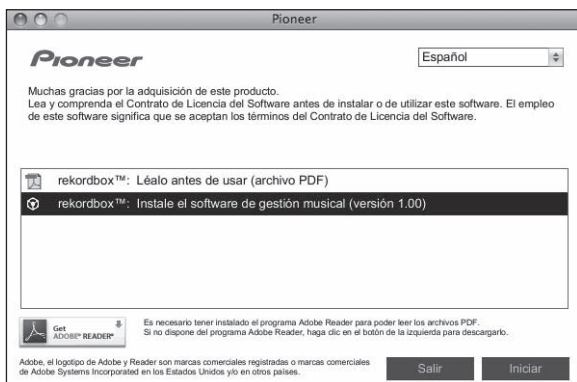 Pioneer
Pioneer
Español
Muchas gracias por la adquisición de este producto.
Lea y comprenda el Contrato de Licencia del Software antes de instalar o de utilizar este software. El empleo
de este software significa que se aceptan los términos del Contrato de Licencia del Software.
rekordbox™: Léalo antes de usar (archivo PDF)
rekordbox™: Instale el software de gestión musical (versión 1.00)
Get
ADOBE® READER®
Es necesario tener instalado el programa Adobe Reader para poder leer los archivos PDF.
Si no dispone del programa Adobe Reader, haga clic en el botón de la izquierda para descargarlo.
Adobe, el logotipo de Adobe y Reader son marcas comerciales registradas o marcas comerciales
de Adobe Systems Incorporated en los Estados Unidos y/o en otros países.
Salir
Iniciar